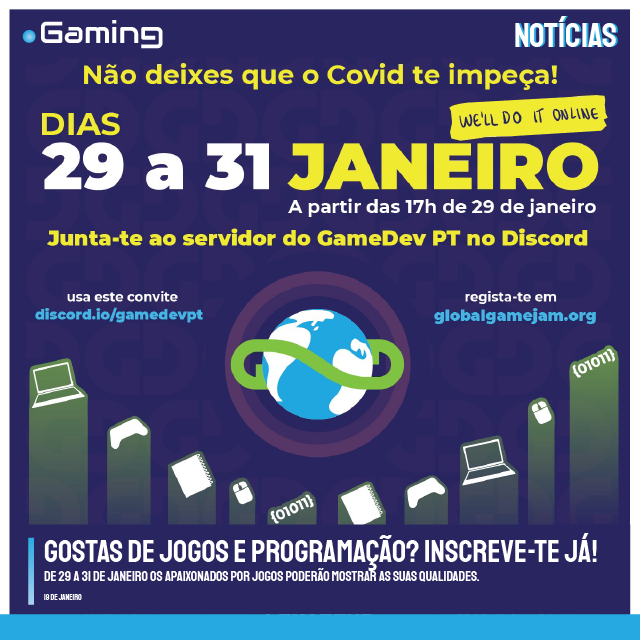 Gaming
NOTÍCIAS
Não deixes que o Covid te impeça!
DIAS
WE'LL DO IT ONLINE
29 a 31 JANEIRO
A partir das 17h de 29 de janeiro
Junta-te ao servidor do GameDev PT no Discord
usa este convite
discord.io/gamedevpt
regista-te em
globalgamejam.org
{01011}
{01011}
GOSTAS DE JOGOS E PROGRAMAÇÃO? INSCREVE-TE JÁ!
DE 29 A 31 DE JANEIRO OS APAIXONADOS POR JOGOS PODERÃO MOSTRAR AS SUAS QUALIDADES.
19 DE JANEIRO